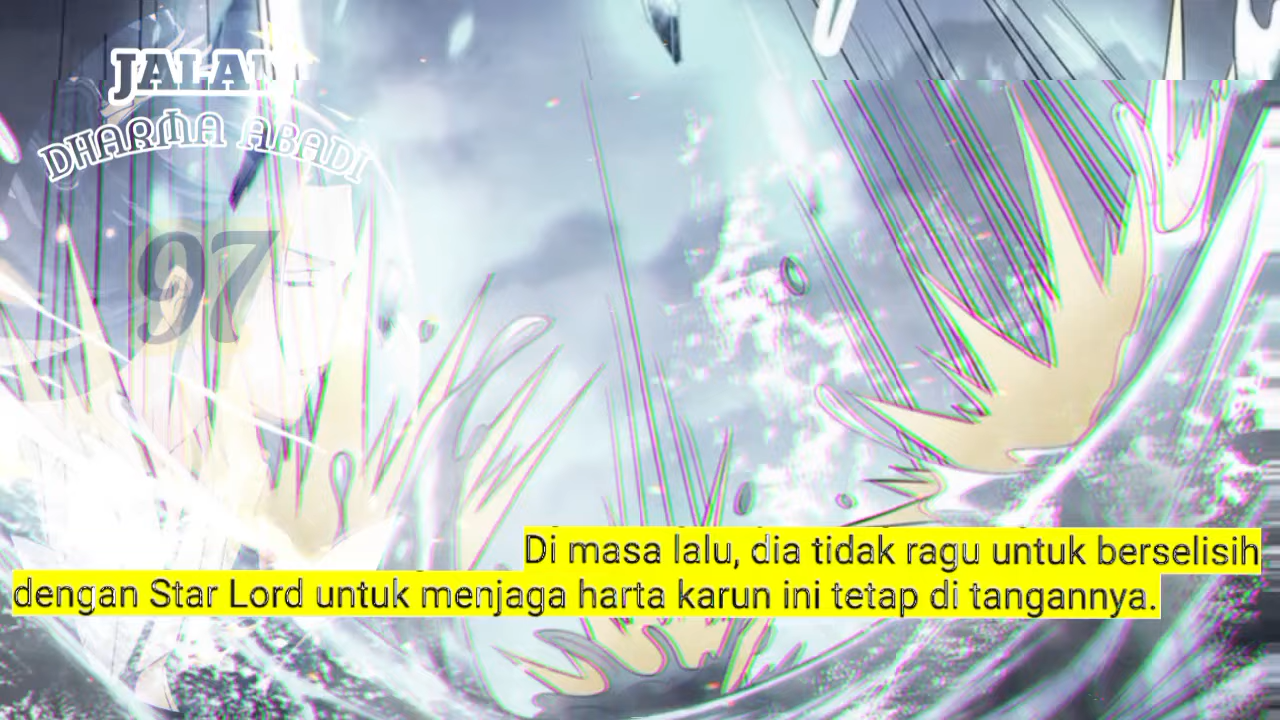 JALAN
DHARMA ABADI
97
Di masa lalu, dia tidak ragu untuk berselisih
dengan Star Lord untuk menjaga harta karun ini tetap di tangannya.